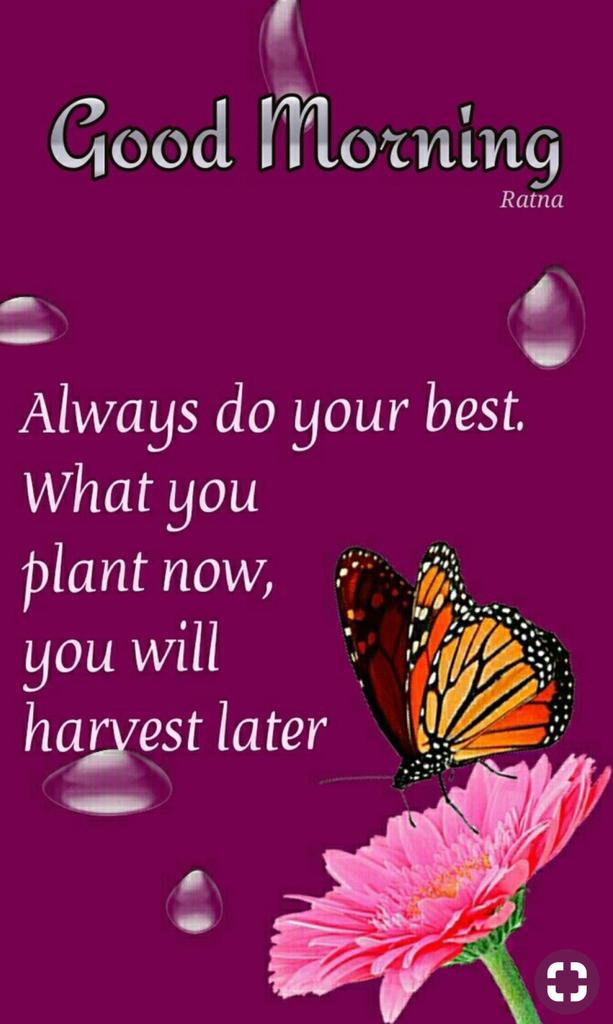 Good Morning
Ratna
Always do your best.
What you
plant now,
you will
harvest later